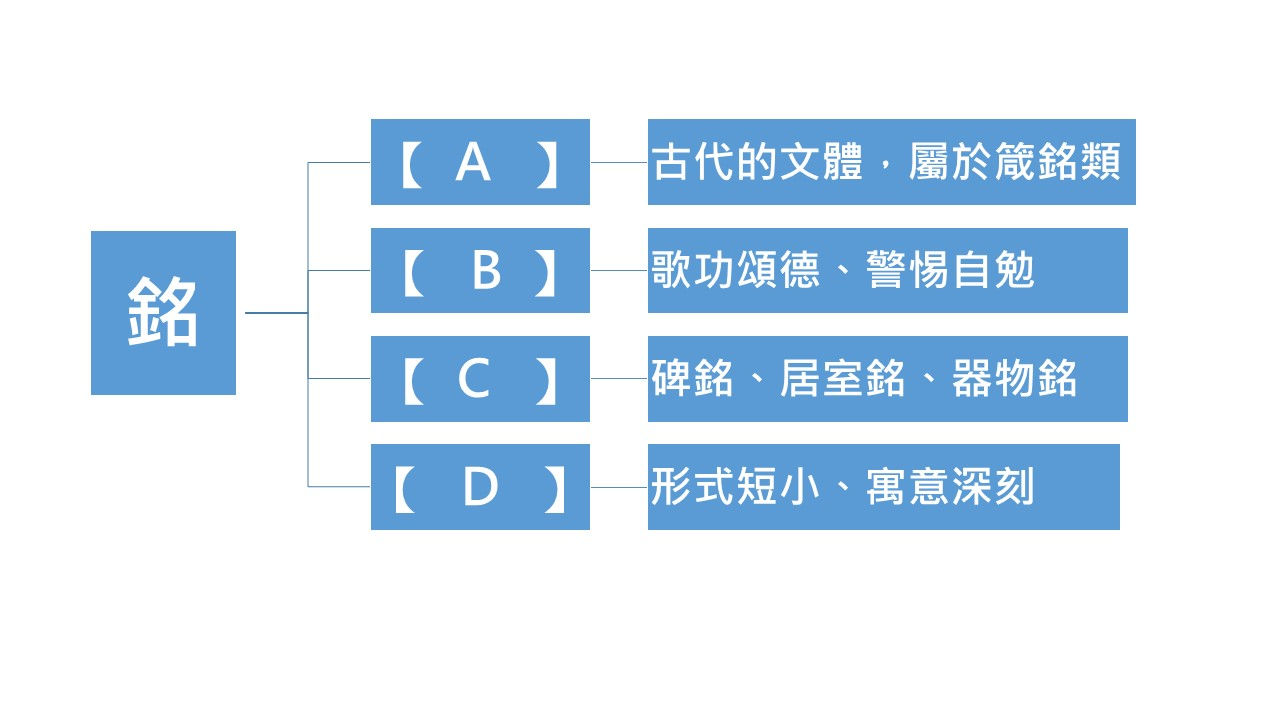 銘
【 A 】
古代的文體，屬於箴銘類
【 B 】
歌功頌德、警惕自勉
【 C 】
碑銘、居室銘、器物銘
【 D 】
形式短小、寓意深刻